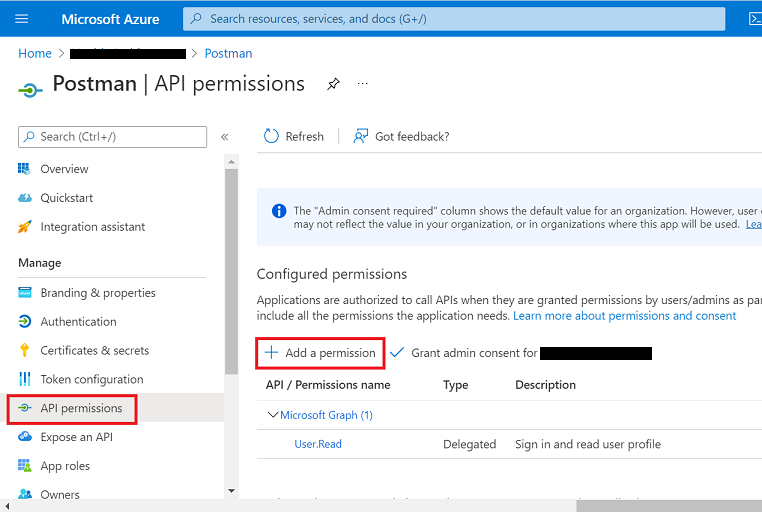 Microsoft Azure
Search resources, services, and docs (G+/)
Home > > Postman
Postman | API permissions
Search (Ctrl+/)
«
Refresh
Got feedback?
Overview
Quickstart
Integration assistant
Manage
Branding & properties
Authentication
Certificates & secrets
Token configuration
API permissions
Expose an API
App roles
Owners
The "Admin consent required" column shows the default value for an organization. However, user
may not reflect the value in your organization, or in organizations where this app will be used. Lea
Configured permissions
Applications are authorized to call APIs when they are granted permissions by users/admins as pa
include all the permissions the application needs. Learn more about permissions and consent
+ Add a permission
Grant admin consent for
API / Permissions name Type Description
Microsoft Graph (1)
User.Read Delegated Sign in and read user profile